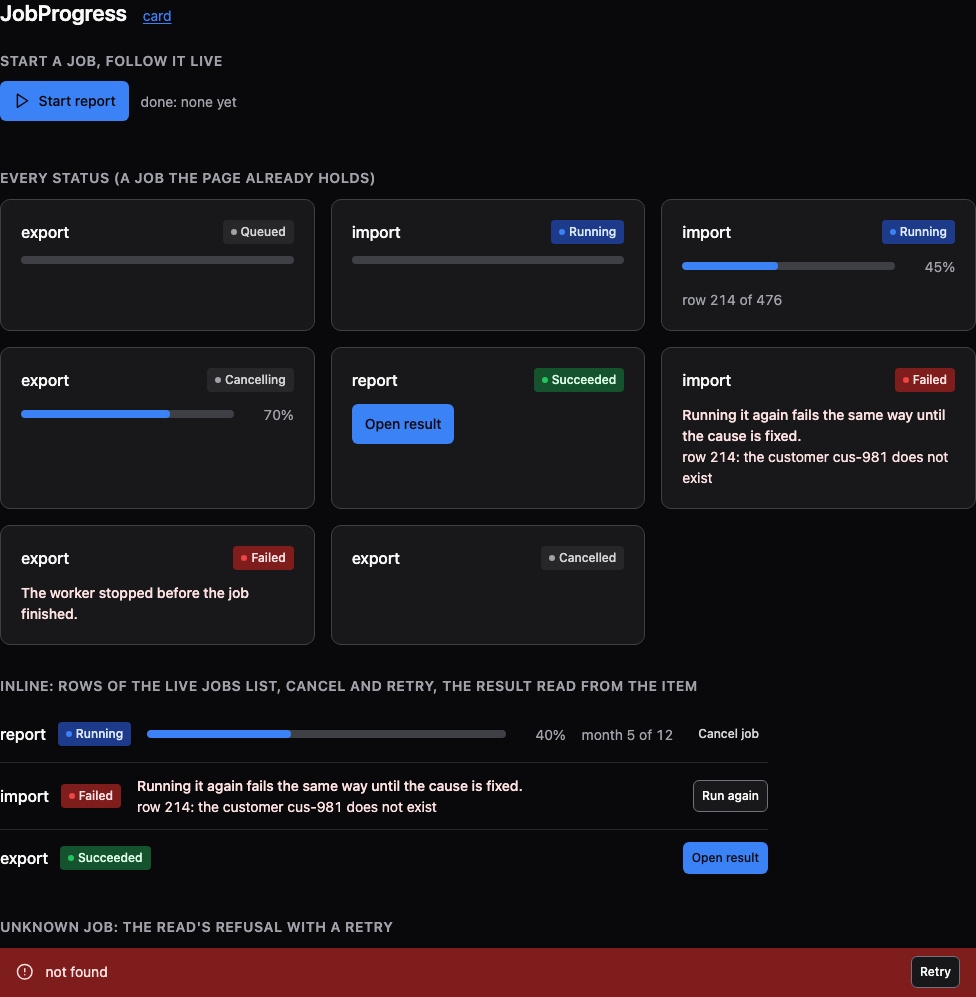 JobProgress card
START A JOB, FOLLOW IT LIVE
Start report done: none yet
EVERY STATUS (A JOB THE PAGE ALREADY HOLDS)
export Queued
import Running
import Running
45%
row 214 of 476
export Cancelling
70%
report Succeeded
Open result
import Failed
Running it again fails the same way until
the cause is fixed.
row 214: the customer cus-981 does not
exist
export Failed
The worker stopped before the job
finished.
export Cancelled
INLINE: ROWS OF THE LIVE JOBS LIST, CANCEL AND RETRY, THE RESULT READ FROM THE ITEM
report Running 40% month 5 of 12 Cancel job
import Failed Running it again fails the same way until the cause is fixed.
row 214: the customer cus-981 does not exist
Run again
export Succeeded Open result
UNKNOWN JOB: THE READ'S REFUSAL WITH A RETRY
not found Retry